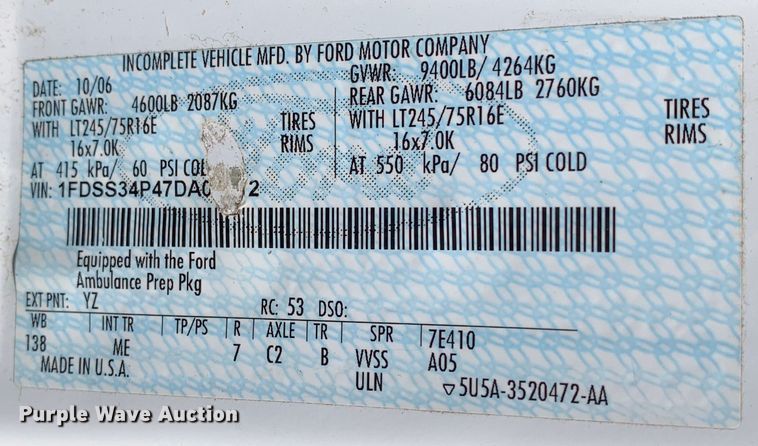 INCOMPLETE VEHICLE MFD. BY FORD MOTOR COMPANY
DATE: 10/06 GVWR: 9400LB/ 4264KG
FRONT GAWR: 4600LB 2087KG REAR GAWR: 6084LB 2760KG
WITH LT245/75R16E TIRES WITH LT245/75R16E TIRES
16x7.0K RIMS 16x7.0K RIMS
AT 415 kPa/ 60 PSI COLD AT 550 kPa/ 80 PSI COLD
VIN: 1FDSS34P47DA 2
Equipped with the Ford
Ambulance Prep Pkg
EXT PNT: YZ RC: 53 DSO:
WB INT TR TP/PS R AXLE TR SPR 7E410
138 ME 7 C2 B VVSS A05
MADE IN U.S.A. ULN ▽5U5A-3520472-AA
Purple Wave Auction